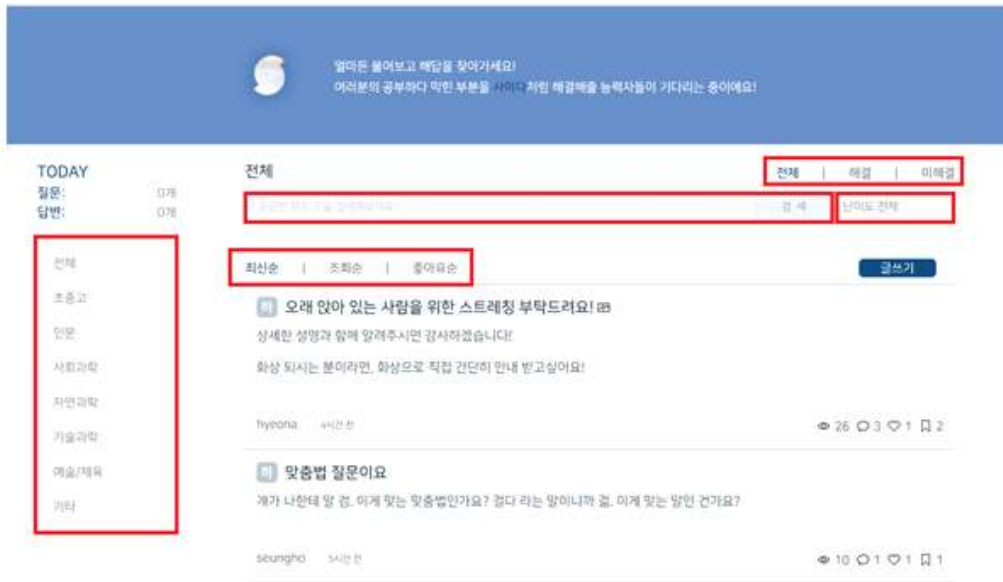 얼마든 물어보고 해답을 찾아가세요!
여러분의 공부하다 막힌 부분을 사이다처럼 해결해줄 능력자들이 기다리는 중이에요!
TODAY
질문: 0개
답변: 0개
전체
초중고
인문
사회과학
자연과학
기술과학
예술/체육
기타
전체
전체 | 해결 | 미해결
검 색
난이도 전체
최신순 | 조회순 | 좋아요순
글쓰기
하 오래 앉아 있는 사람을 위한 스트레칭 부탁드려요!
상세한 설명과 함께 알려주시면 감사하겠습니다!
화상 되시는 분이라면, 화상으로 직접 간단히 안내 받고싶어요!
hyeona 4시간 전
26 3 1 2
하 맞춤법 질문이요
걔가 나한테 말 검. 이게 맞는 맞춤법인가요? 걸다 라는 말이니까 긺. 이게 맞는 말인 건가요?
seungho 5시간 전
10 1 1 1